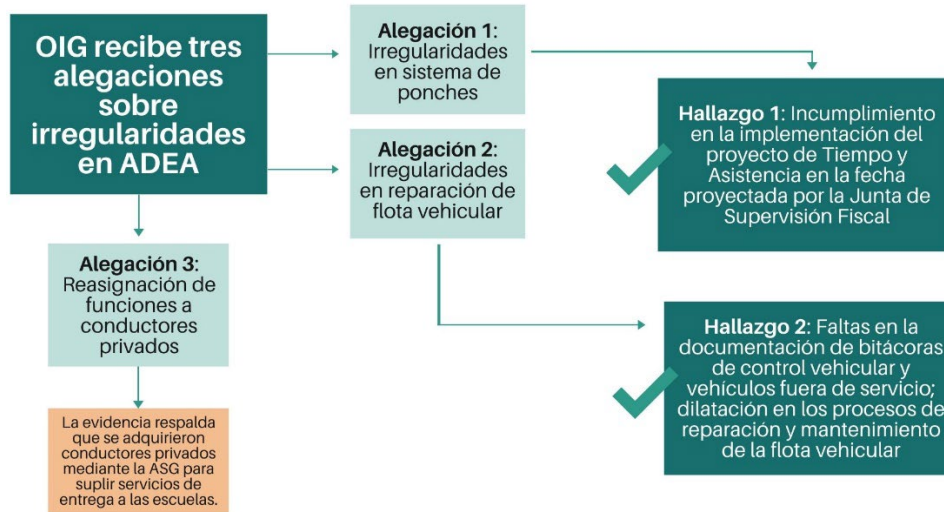 OIG recibe tres
alegaciones
sobre
irregularidades
en ADEA
Alegación 1:
Irregularidades
en sistema de
ponches
Hallazgo 1: Incumplimiento
en la implementación del
proyecto de Tiempo y
Asistencia en la fecha
proyectada por la Junta de
Supervisión Fiscal
Alegación 2:
Irregularidades
en reparación de
flota vehicular
Hallazgo 2: Faltas en la
documentación de bitácoras
de control vehicular y
vehículos fuera de servicio;
dilatación en los procesos de
reparación y mantenimiento
de la flota vehicular
Alegación 3:
Reasignación de
funciones a
conductores
privados
La evidencia respalda
que se adquirieron
conductores privados
mediante la ASG para
suplir servicios de
entrega a las escuelas.